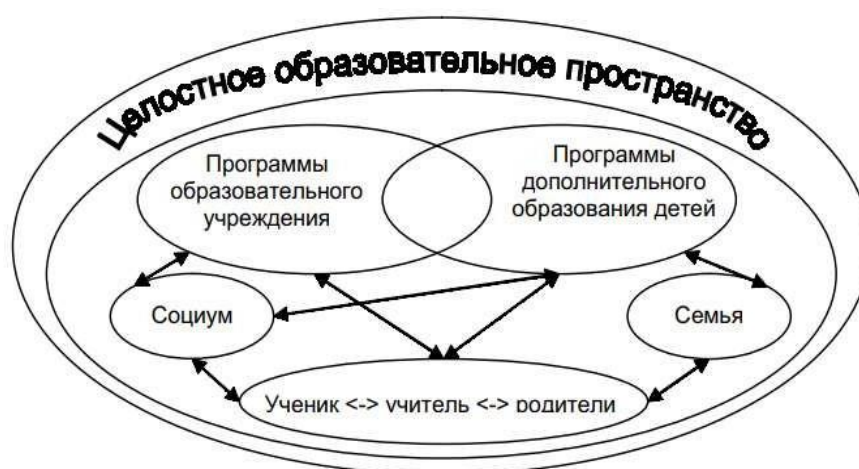 Целостное образовательное пространство
Программы
образовательного
учреждения
Программы
дополнительного
образования детей
Социум
Семья
Ученик <-> учитель <-> родители